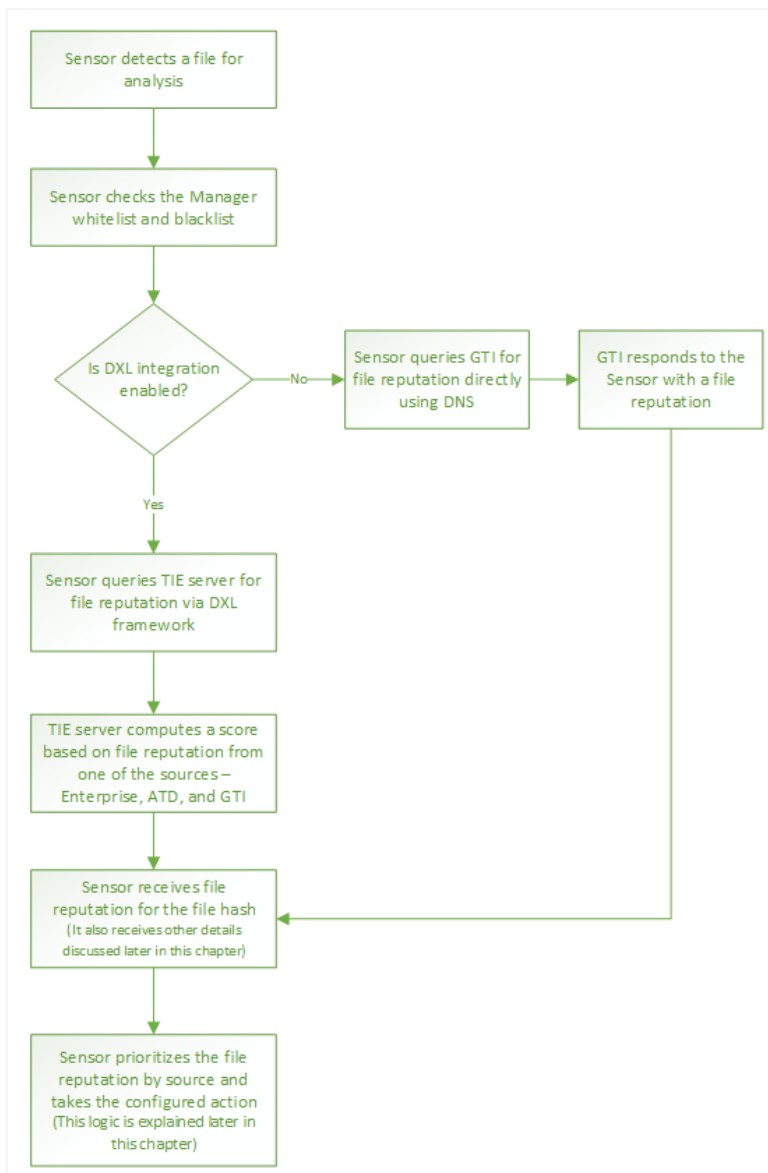 Sensor detects a file for
analysis
Sensor checks the Manager
whitelist and blacklist
Is DXL integration
enabled?
No
Sensor queries GTI for
file reputation directly
using DNS
GTI responds to the
Sensor with a file
reputation
Yes
Sensor queries TIE server for
file reputation via DXL
framework
TIE server computes a score
based on file reputation from
one of the sources –
Enterprise, ATD, and GTI
Sensor receives file
reputation for the file hash
(It also receives other details
discussed later in this chapter)
Sensor prioritizes the file
reputation by source and
takes the configured action
(This logic is explained later in
this chapter)